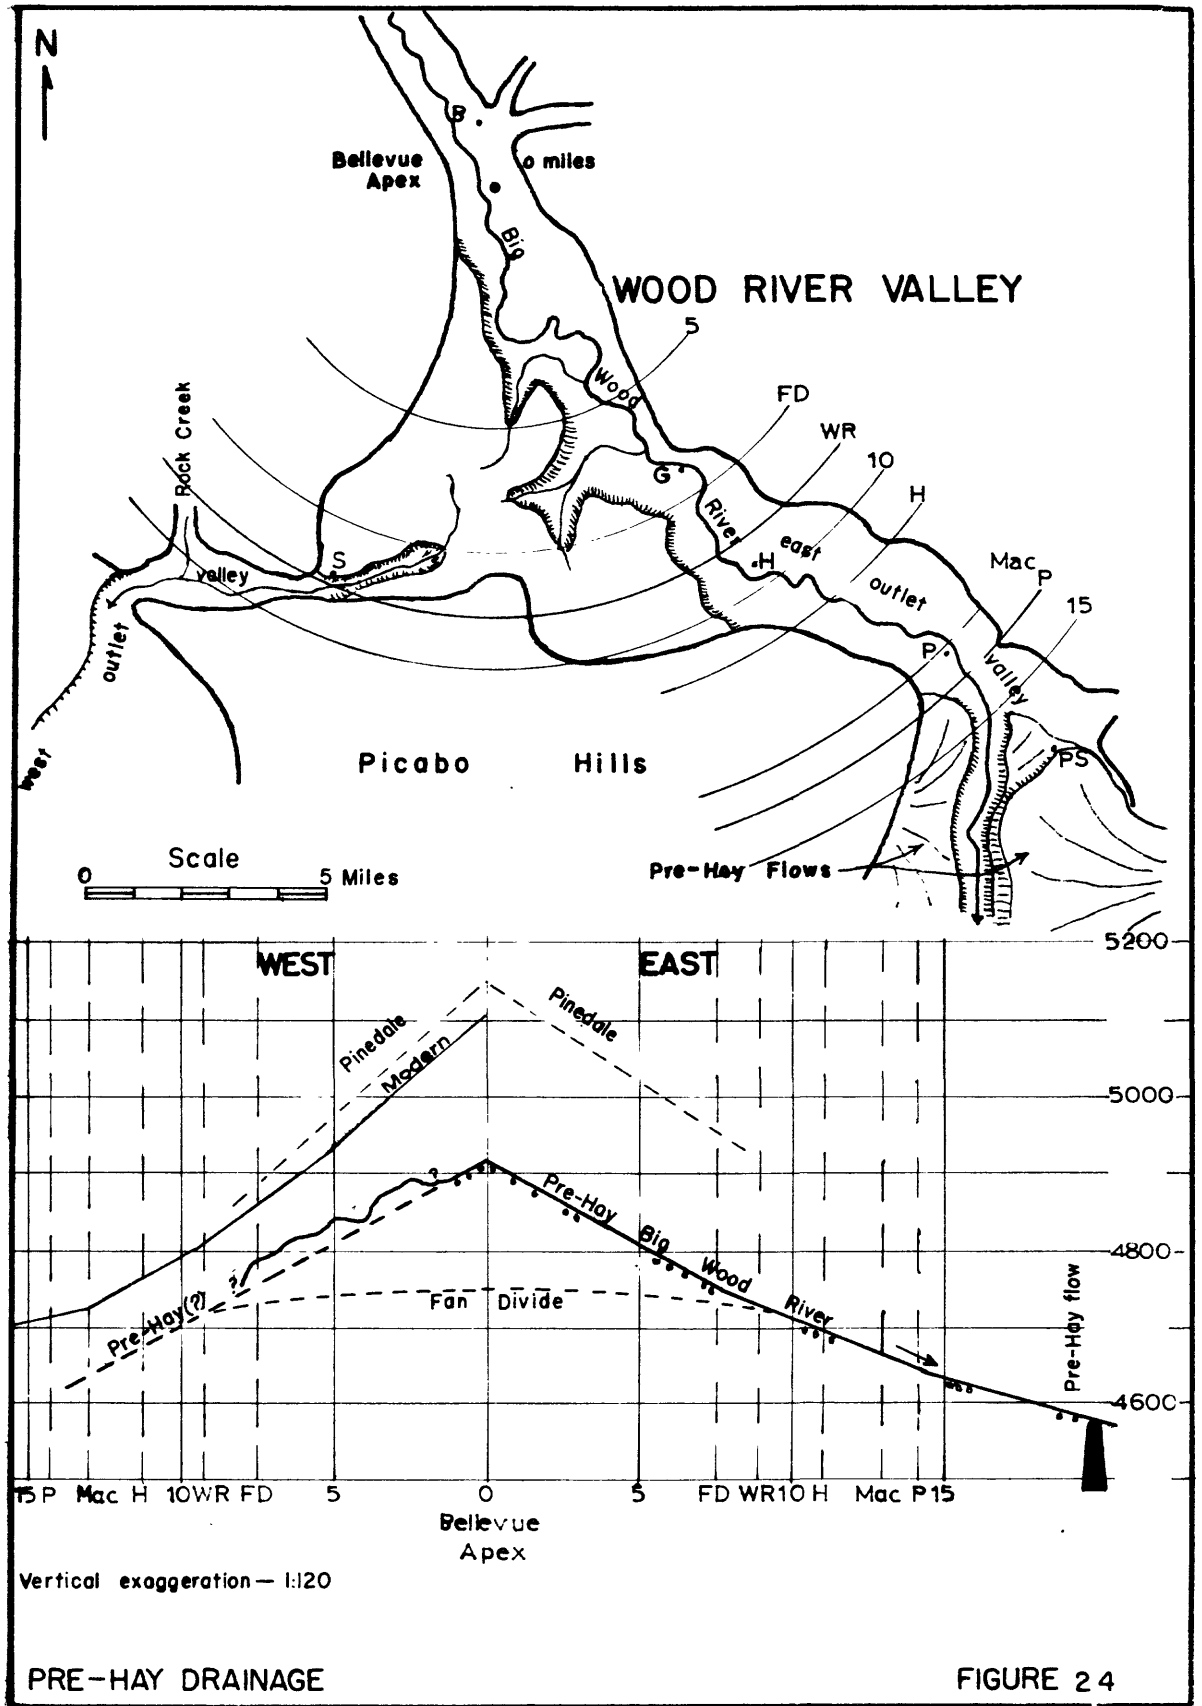 N
B
Bellevue
Apex
0 miles
Big
WOOD RIVER VALLEY
5
Wood
FD
WR
10
H
Rock Creek
G
River
S
valley
H
east
outlet
Mac
P
15
outlet
P
valley
west
Picabo Hills
PS
Scale
0 5 Miles
Pre-Hay Flows
5200
WEST EAST
Pinedale
Pinedale
Modern
5000
?
Pre-Hay Big Wood River
4800
?
Fan Divide
Pre-Hay(?)
Pre-Hay flow
4600
15 P Mac H 10 WR FD 5 0 5 FD WR 10 H Mac P 15
Bellevue
Apex
Vertical exaggeration — 1:120
PRE-HAY DRAINAGE FIGURE 24